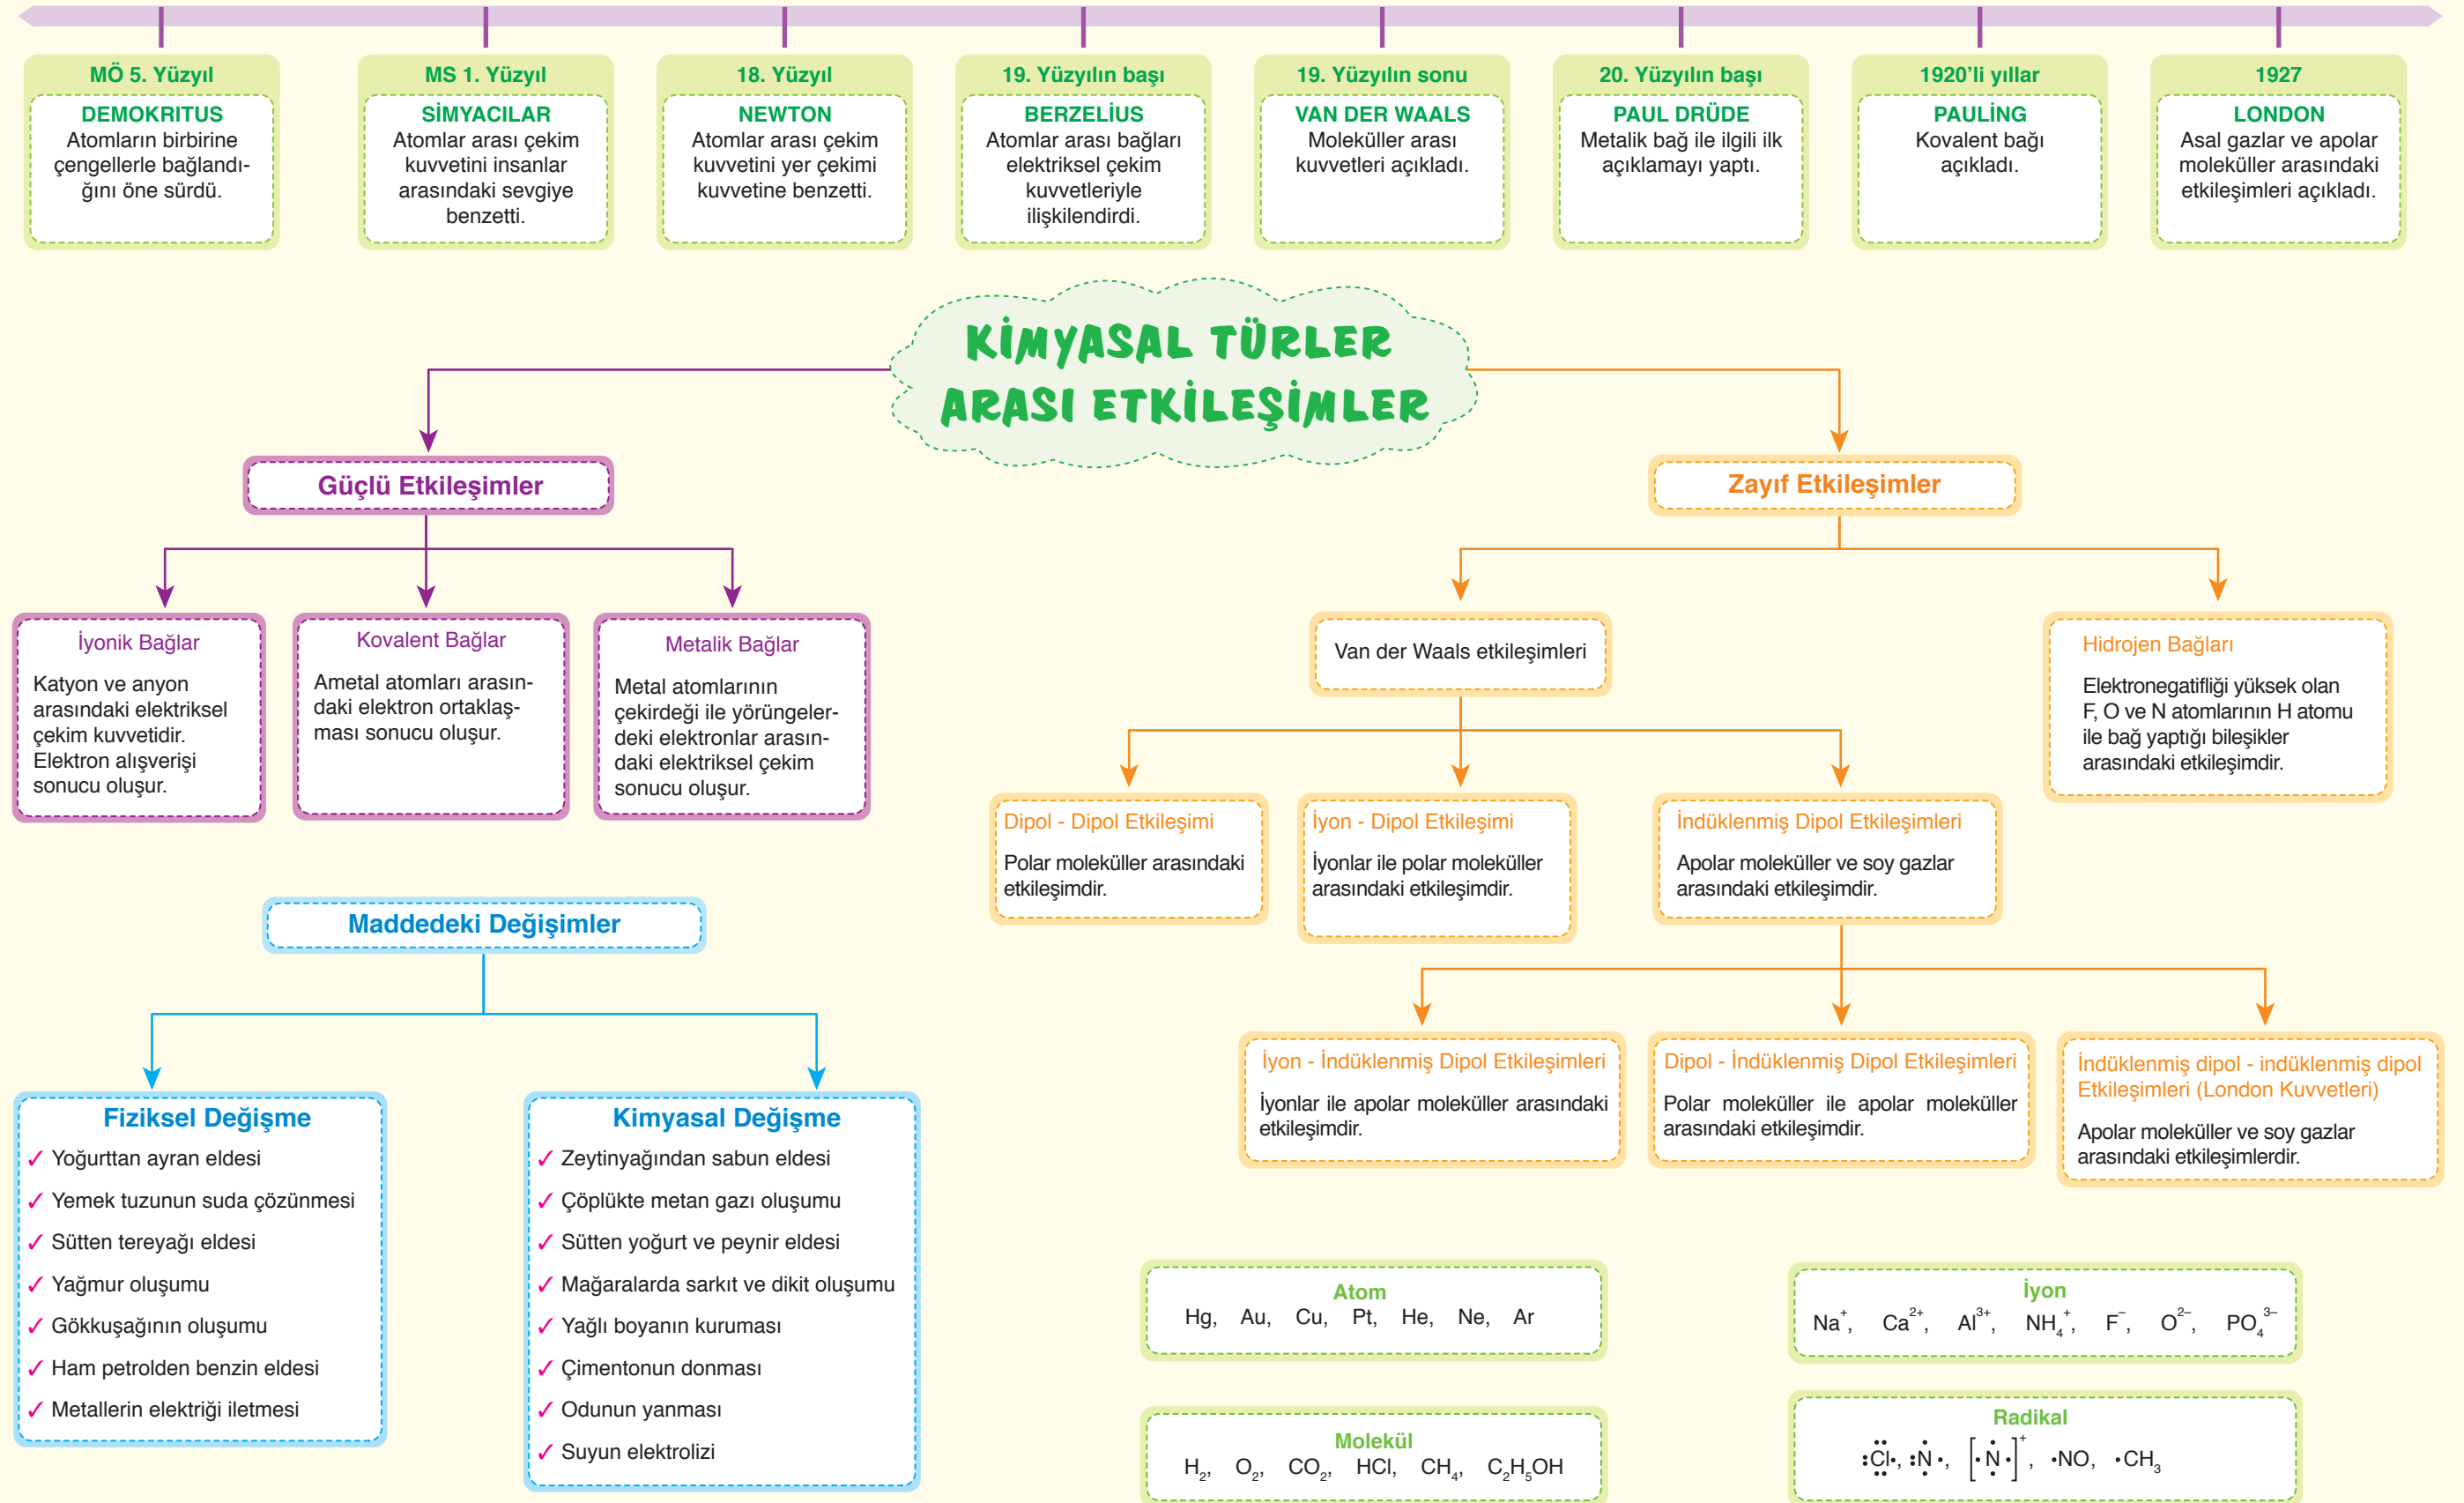 MÖ 5. Yüzyıl
DEMOKRITUS
Atomların birbirine
çengellerle bağlandı-
ğını öne sürdü.
MS 1. Yüzyıl
SİMYACILAR
Atomlar arası çekim
kuvvetini insanlar
arasındaki sevgiye
benzetti.
18. Yüzyıl
NEWTON
Atomlar arası çekim
kuvvetini yer çekimi
kuvvetine benzetti.
19. Yüzyılın başı
BERZELİUS
Atomlar arası bağları
elektriksel çekim
kuvvetleriyle
ilişkilendirdi.
19. Yüzyılın sonu
VAN DER WAALS
Moleküller arası
kuvvetleri açıkladı.
20. Yüzyılın başı
PAUL DRÜDE
Metalik bağ ile ilgili ilk
açıklamayı yaptı.
1920'li yıllar
PAULİNG
Kovalent bağı
açıkladı.
1927
LONDON
Asal gazlar ve apolar
moleküller arasındaki
etkileşimleri açıkladı.
KİMYASAL TÜRLER
ARASI ETKİLEŞİMLER
Güçlü Etkileşimler
İyonik Bağlar
Katyon ve anyon
arasındaki elektriksel
çekim kuvvetidir.
Elektron alışverişi
sonucu oluşur.
Kovalent Bağlar
Ametal atomları arasın-
daki elektron ortaklaş-
ması sonucu oluşur.
Metalik Bağlar
Metal atomlarının
çekirdeği ile yörüngeler-
deki elektronlar arasın-
daki elektriksel çekim
sonucu oluşur.
Zayıf Etkileşimler
Van der Waals etkileşimleri
Hidrojen Bağları
Elektronegatifliği yüksek olan
F, O ve N atomlarının H atomu
ile bağ yaptığı bileşikler
arasındaki etkileşimdir.
Dipol - Dipol Etkileşimi
Polar moleküller arasındaki
etkileşimdir.
İyon - Dipol Etkileşimi
İyonlar ile polar moleküller
arasındaki etkileşimdir.
İndüklenmiş Dipol Etkileşimleri
Apolar moleküller ve soy gazlar
arasındaki etkileşimdir.
İyon - İndüklenmiş Dipol Etkileşimleri
İyonlar ile apolar moleküller arasındaki
etkileşimdir.
Dipol - İndüklenmiş Dipol Etkileşimleri
Polar moleküller ile apolar moleküller
arasındaki etkileşimdir.
İndüklenmiş dipol - indüklenmiş dipol
Etkileşimleri (London Kuvvetleri)
Apolar moleküller ve soy gazlar
arasındaki etkileşimlerdir.
Maddedeki Değişimler
Fiziksel Değişme
✓ Yoğurttan ayran eldesi
✓ Yemek tuzunun suda çözünmesi
✓ Sütten tereyağı eldesi
✓ Yağmur oluşumu
✓ Gökkuşağının oluşumu
✓ Ham petrolden benzin eldesi
✓ Metallerin elektriği iletmesi
Kimyasal Değişme
✓ Zeytinyağından sabun eldesi
✓ Çöplükte metan gazı oluşumu
✓ Sütten yoğurt ve peynir eldesi
✓ Mağaralarda sarkıt ve dikit oluşumu
✓ Yağlı boyanın kuruması
✓ Çimentonun donması
✓ Odunun yanması
✓ Suyun elektrolizi
Atom
Hg, Au, Cu, Pt, He, Ne, Ar
İyon
Na⁺, Ca²⁺, Al³⁺, NH₄⁺, F⁻, O²⁻, PO₄³⁻
Molekül
H₂, O₂, CO₂, HCl, CH₄, C₂H₅OH
Radikal
:C̈l•, :N•, [•N•]⁺, •NO, •CH₃